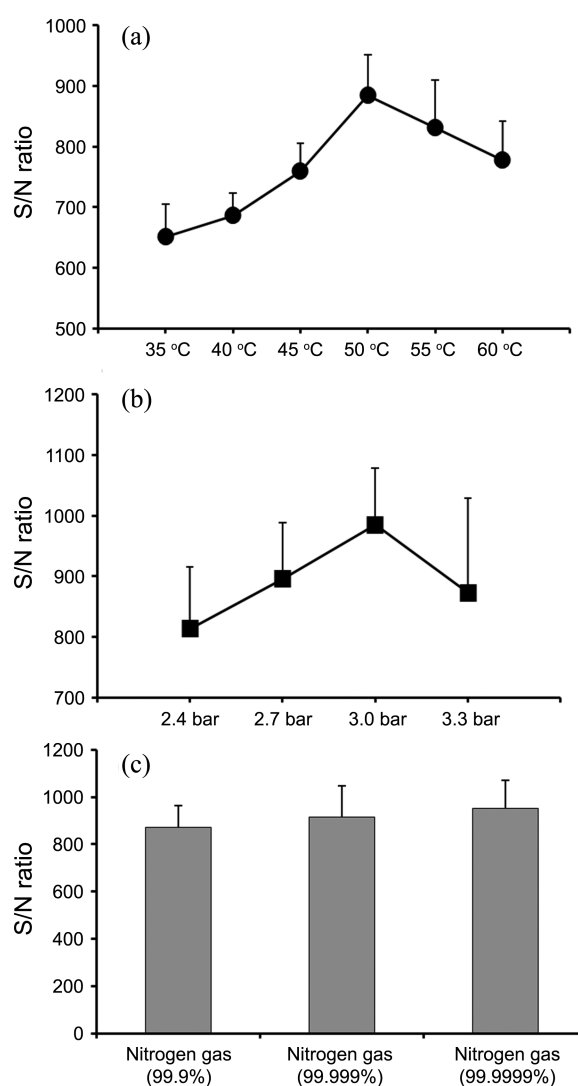 (a)
S/N ratio
1000
900
800
700
600
500
35 °C 40 °C 45 °C 50 °C 55 °C 60 °C
(b)
S/N ratio
1200
1100
1000
900
800
700
2.4 bar 2.7 bar 3.0 bar 3.3 bar
(c)
S/N ratio
1200
1000
800
600
400
200
0
Nitrogen gas Nitrogen gas Nitrogen gas
(99.9%) (99.999%) (99.9999%)